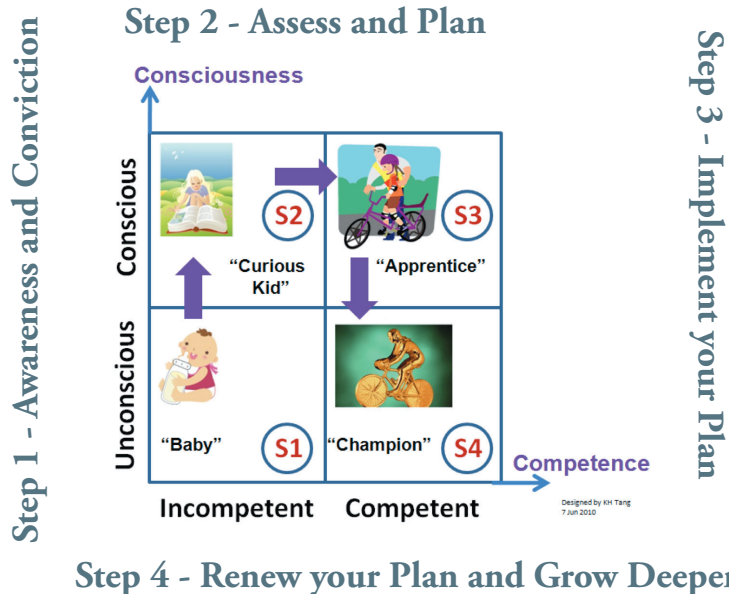 Step 2 - Assess and Plan
Step 1 - Awareness and Conviction
Step 3 - Implement your Plan
Consciousness
Conscious
S2
"Curious
Kid"
S3
"Apprentice"
Unconscious
"Baby"
S1
"Champion"
S4
Competence
Incompetent
Competent
Designed by KH Tang
7 Jun 2010
Step 4 - Renew your Plan and Grow Deeper